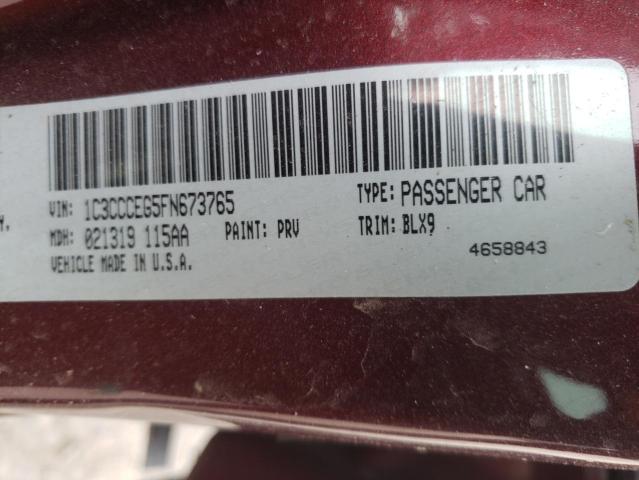 VIN: 1C3CCCEG5FN673765 TYPE: PASSENGER CAR
Y.
MDH: 021319 115AA PAINT: PRV TRIM: BLX9
VEHICLE MADE IN U.S.A. 4658843